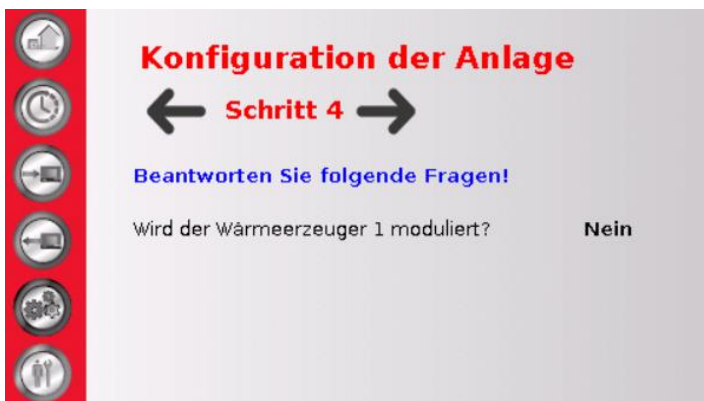 Konfiguration der Anlage
Schritt 4
Beantworten Sie folgende Fragen!
Wird der Wärmeerzeuger 1 moduliert? Nein